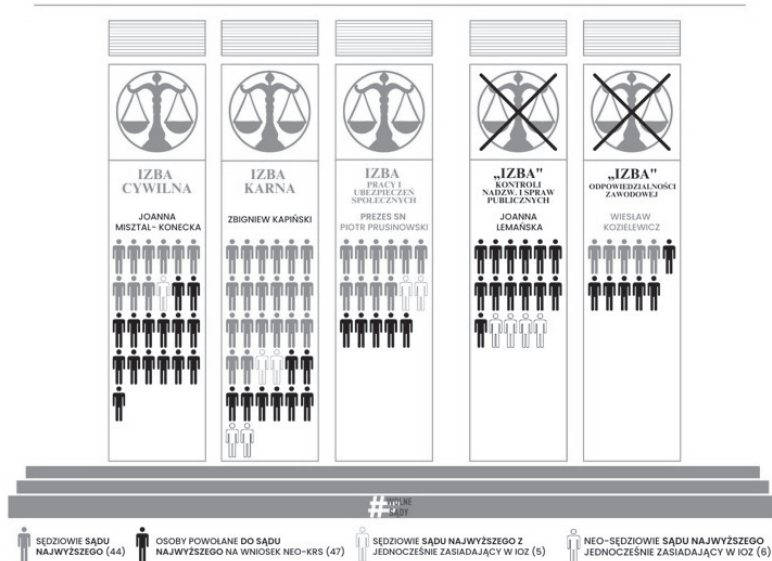 IZBA
CYWILNA
JOANNA
MISZTAL- KONECKA
IZBA
KARNA
ZBIGNIEW KAPIŃSKI
IZBA
PRACY I
UBEZPIECZEŃ
SPOŁECZNYCH
PREZES SN
PIOTR PRUSINOWSKI
„IZBA"
KONTROLI
NADZW. I SPRAW
PUBLICZNYCH
JOANNA
LEMAŃSKA
„IZBA"
ODPOWIEDZIALNOŚCI
ZAWODOWEJ
WIESŁAW
KOZIELEWICZ
#WOLNE
SĄDY
SĘDZIOWIE SĄDU
NAJWYŻSZEGO (44)
OSOBY POWOŁANE DO SĄDU
NAJWYŻSZEGO NA WNIOSEK NEO-KRS (47)
SĘDZIOWIE SĄDU NAJWYŻSZEGO Z
JEDNOCZEŚNIE ZASIADAJĄCY W IOZ (5)
NEO-SĘDZIOWIE SĄDU NAJWYŻSZEGO
JEDNOCZEŚNIE ZASIADAJĄCY W IOZ (6)